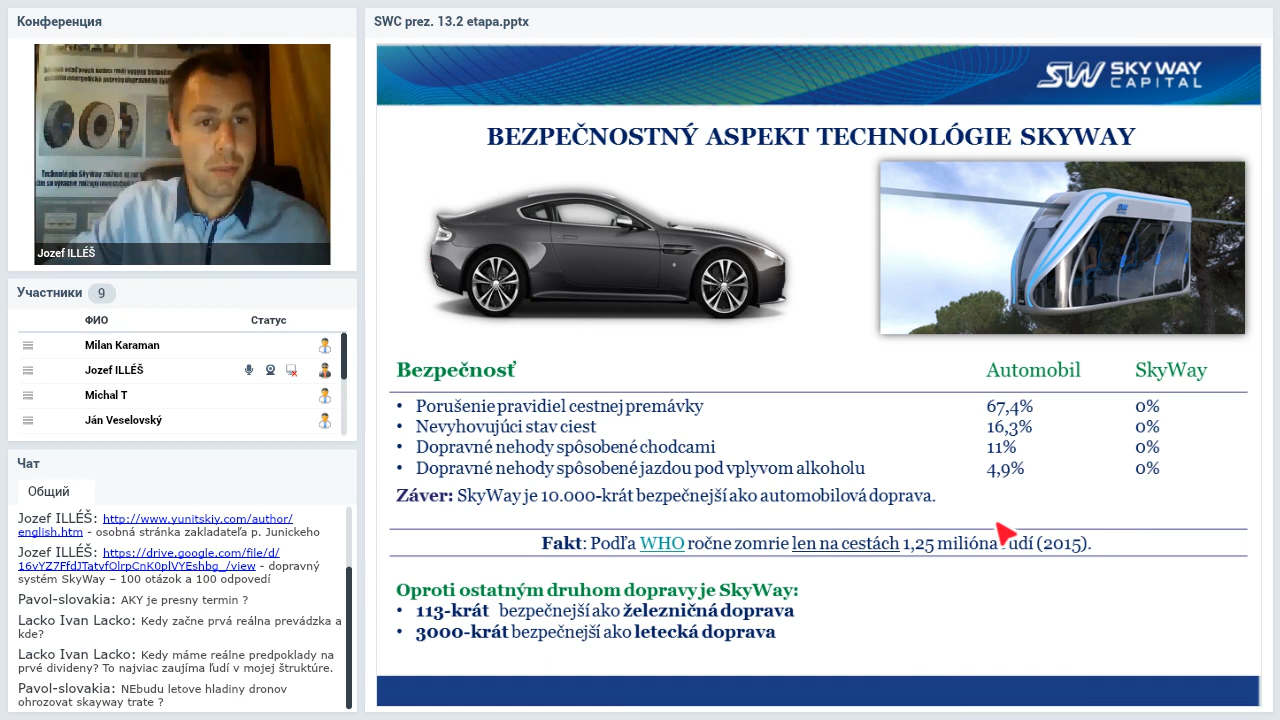 Конференция
Jozef ILLÉŠ
Участники 9
ФИО Статус
Milan Karaman
Jozef ILLÉŠ
Michal T
Ján Veselovský
Чат
Общий
Jozef ILLÉŠ: http://www.yunitskiy.com/author/
english.htm - osobná stránka zakladateľa p. Junickeho
Jozef ILLÉŠ: https://drive.google.com/file/d/
16vYZ7FfdJTatvfOlrpCnK0plVYEshbg_/view - dopravný
systém SkyWay – 100 otázok a 100 odpovedí
Pavol-slovakia: AKY je presny termin ?
Lacko Ivan Lacko: Kedy začne prvá reálna prevádzka a
kde?
Lacko Ivan Lacko: Kedy máme reálne predpoklady na
prvé divideny? To najviac zaujíma ľudí v mojej štruktúre.
Pavol-slovakia: NEbudu letove hladiny dronov
ohrozovat skayway trate ?
SWC prez. 13.2 etapa.pptx
SW SKY WAY
CAPITAL
BEZPEČNOSTNÝ ASPEKT TECHNOLÓGIE SKYWAY
Bezpečnosť Automobil SkyWay
• Porušenie pravidiel cestnej premávky 67,4% 0%
• Nevyhovujúci stav ciest 16,3% 0%
• Dopravné nehody spôsobené chodcami 11% 0%
• Dopravné nehody spôsobené jazdou pod vplyvom alkoholu 4,9% 0%
Záver: SkyWay je 10.000-krát bezpečnejší ako automobilová doprava.
Fakt: Podľa WHO ročne zomrie len na cestách 1,25 milióna ľudí (2015).
Oproti ostatným druhom dopravy je SkyWay:
• 113-krát bezpečnejší ako železničná doprava
• 3000-krát bezpečnejší ako letecká doprava